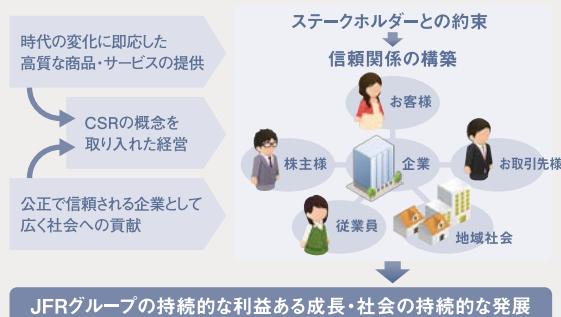 時代の変化に即応した
高質な商品・サービスの提供
CSRの概念を
取り入れた経営
公正で信頼される企業として
広く社会への貢献
ステークホルダーとの約束
信頼関係の構築
お客様
株主様
企業
お取引先様
従業員
地域社会
JFRグループの持続的な利益ある成長・社会の持続的な発展